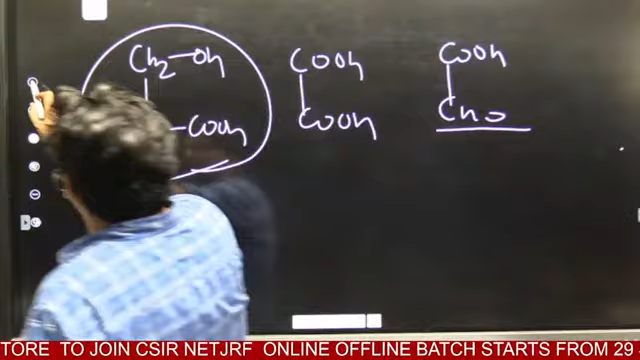 CH2-OH COOH COOH
-COOH COOH CHO
TORE TO JOIN CSIR NETJRF ONLINE OFFLINE BATCH STARTS FROM 29